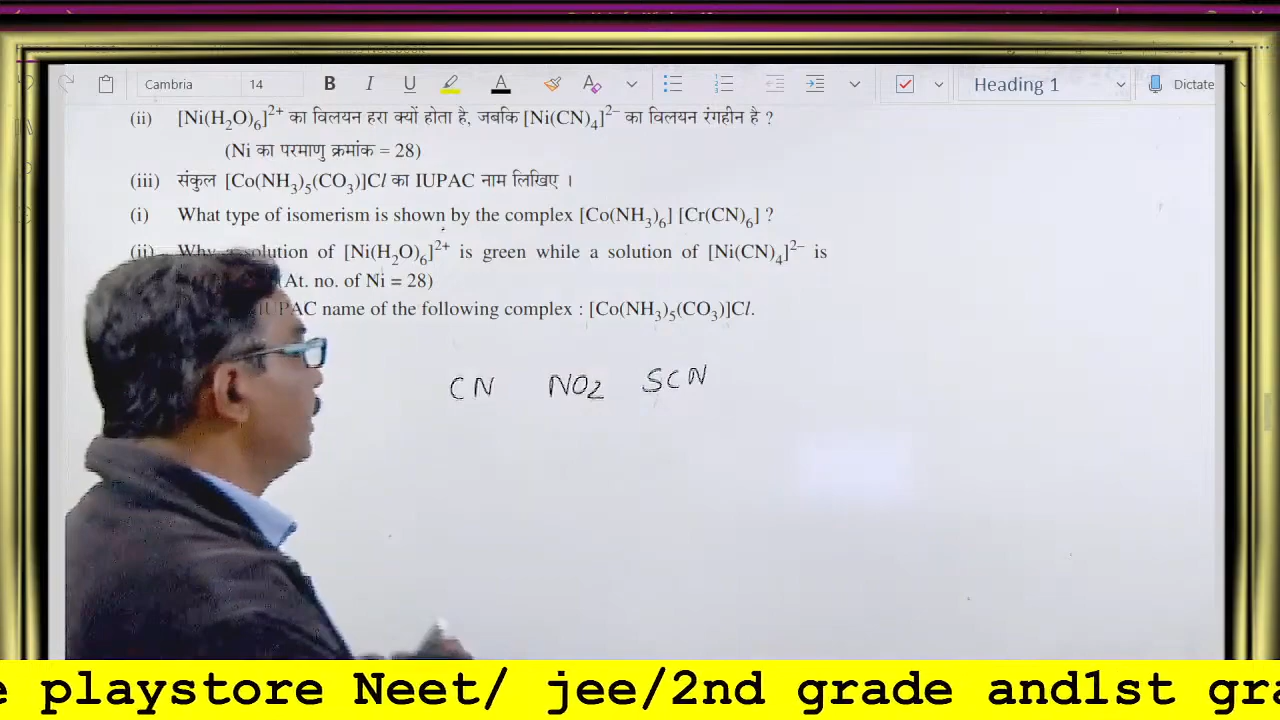 Cambria 14 B I U A A Heading 1 Dictate
(ii) [Ni(H₂O)₆]²⁺ का विलयन हरा क्यों होता है, जबकि [Ni(CN)₄]²⁻ का विलयन रंगहीन है ?
(Ni का परमाणु क्रमांक = 28)
(iii) संकुल [Co(NH₃)₅(CO₃)]Cl का IUPAC नाम लिखिए ।
(i) What type of isomerism is shown by the complex [Co(NH₃)₆] [Cr(CN)₆] ?
(ii) Why a solution of [Ni(H₂O)₆]²⁺ is green while a solution of [Ni(CN)₄]²⁻ is
(At. no. of Ni = 28)
IUPAC name of the following complex : [Co(NH₃)₅(CO₃)]Cl.
CN NO₂ SCN
playstore Neet/ jee/2nd grade and1st